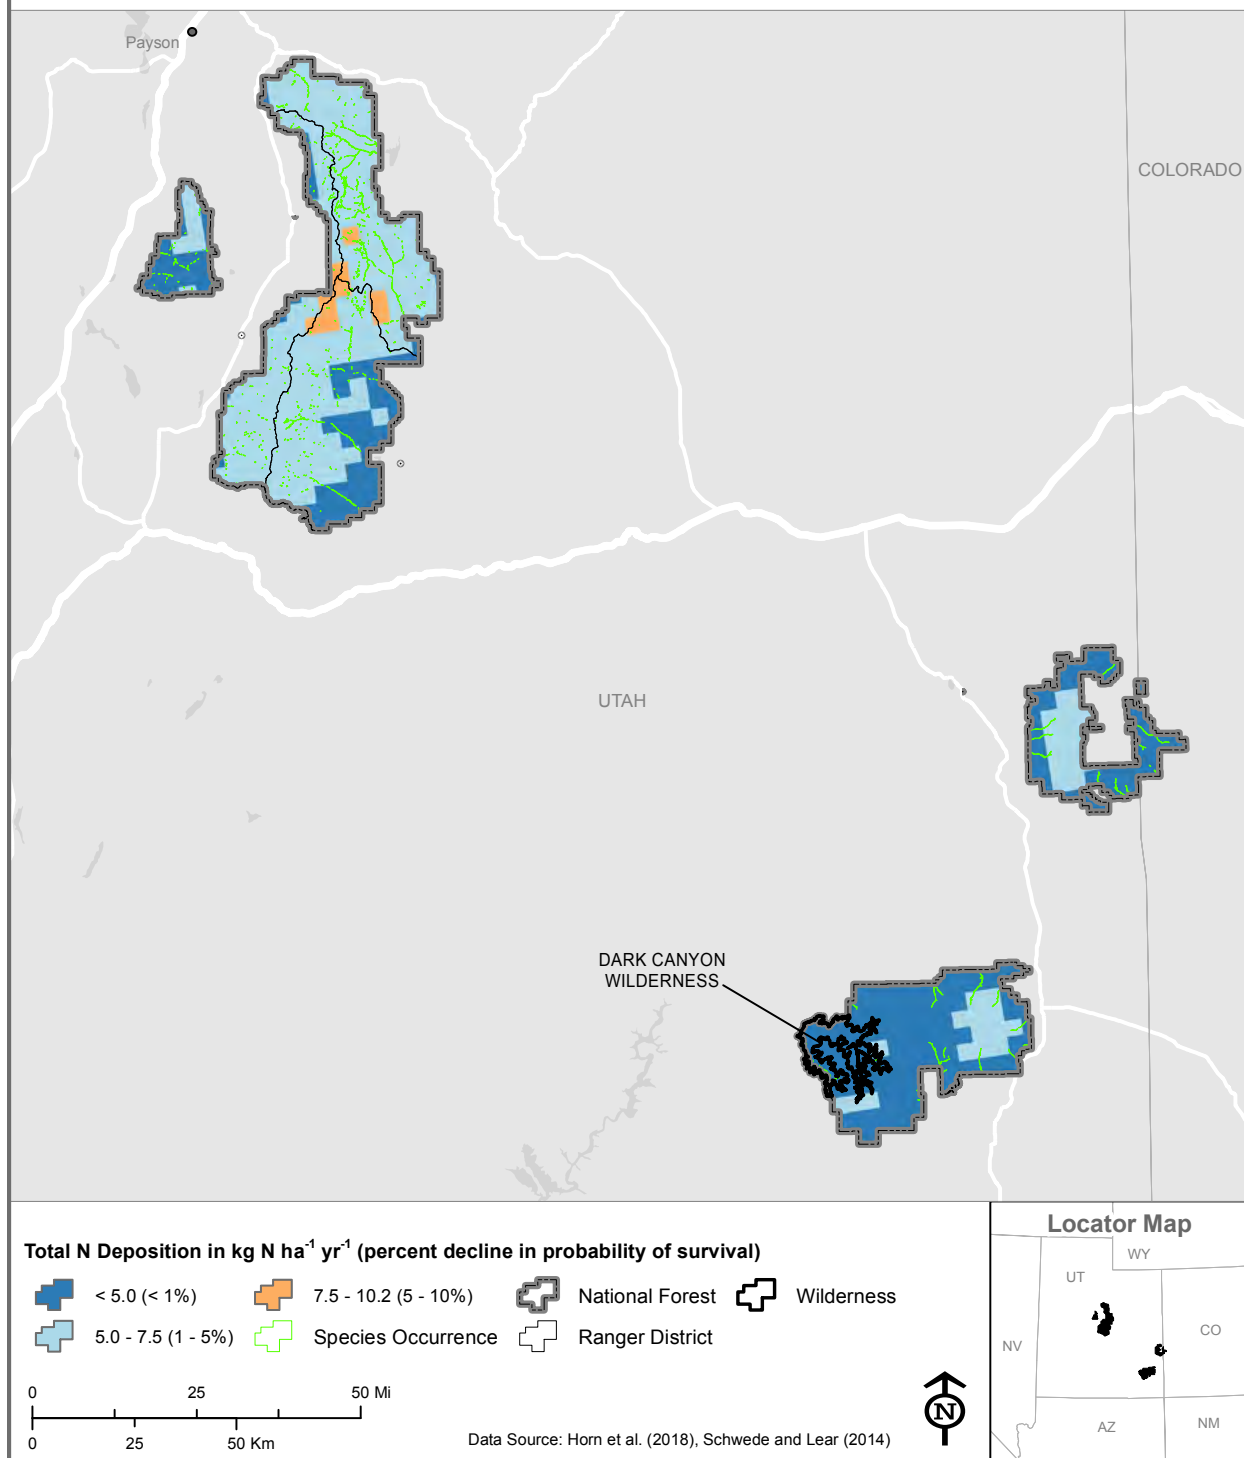 Payson
COLORADO
UTAH
DARK CANYON
WILDERNESS
Total N Deposition in kg N ha⁻¹ yr⁻¹ (percent decline in probability of survival)
< 5.0 (< 1%)
7.5 - 10.2 (5 - 10%)
National Forest
Wilderness
5.0 - 7.5 (1 - 5%)
Species Occurrence
Ranger District
0 25 50 Mi
0 25 50 Km
N
Data Source: Horn et al. (2018), Schwede and Lear (2014)
Locator Map
WY
UT
CO
NV
AZ
NM